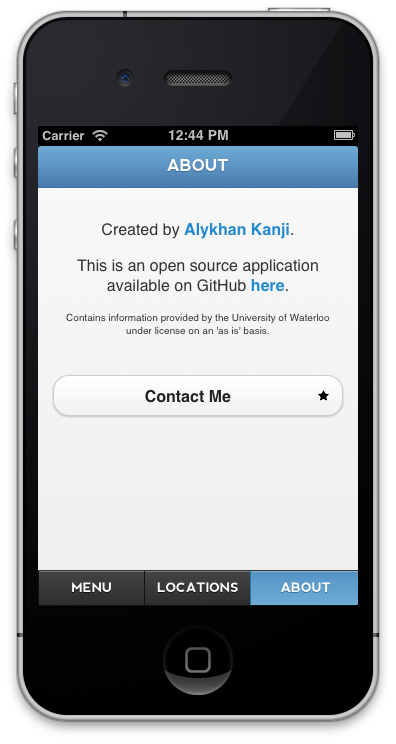 Carrier 12:44 PM
ABOUT
Created by Alykhan Kanji.
This is an open source application
available on GitHub here.
Contains information provided by the University of Waterloo
under license on an 'as is' basis.
Contact Me
MENU LOCATIONS ABOUT